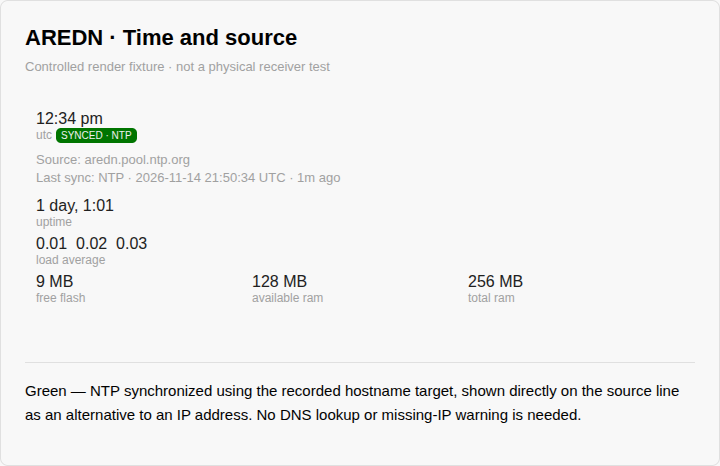 AREDN · Time and source
Controlled render fixture · not a physical receiver test
12:34 pm
utc SYNCED · NTP
Source: aredn.pool.ntp.org
Last sync: NTP · 2026-11-14 21:50:34 UTC · 1m ago
1 day, 1:01
uptime
0.01 0.02 0.03
load average
9 MB 128 MB 256 MB
free flash available ram total ram
Green — NTP synchronized using the recorded hostname target, shown directly on the source line
as an alternative to an IP address. No DNS lookup or missing-IP warning is needed.